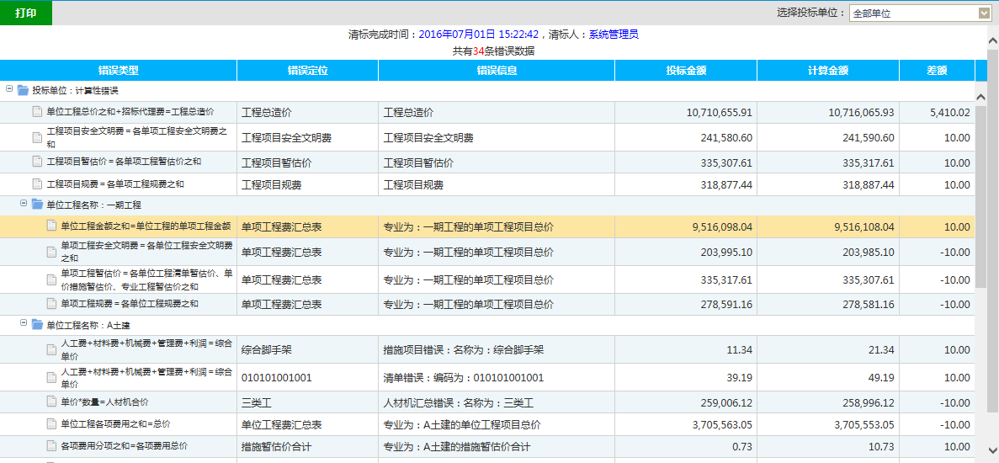 打印
选择投标单位：
全部单位
清标完成时间：2016年07月01日 15:22:42，清标人：系统管理员
共有34条错误数据
错误类型 错误定位 错误信息 投标金额 计算金额 差额
投标单位：计算性错误
单位工程总价之和+招标代理费=工程总造价 工程总造价 工程总造价 10,710,655.91 10,716,065.93 5,410.02
工程项目安全文明费＝各单项工程安全文明费之
和
工程项目安全文明费 工程项目安全文明费 241,580.60 241,590.60 10.00
工程项目暂估价＝各单项工程暂估价之和 工程项目暂估价 工程项目暂估价 335,307.61 335,317.61 10.00
工程项目规费＝各单项工程规费之和 工程项目规费 工程项目规费 318,877.44 318,887.44 10.00
单位工程名称：一期工程
单位工程金额之和=单位工程的单项工程金额 单项工程费汇总表 专业为：一期工程的单项工程项目总价 9,516,098.04 9,516,108.04 10.00
单项工程安全文明费＝各单位工程安全文明费
之和
单项工程费汇总表 专业为：一期工程的单项工程项目总价 203,995.10 203,985.10 -10.00
单项工程暂估价＝各单位工程清单暂估价、单
价措施暂估价、专业工程暂估价之和
单项工程费汇总表 专业为：一期工程的单项工程项目总价 335,317.61 335,307.61 -10.00
单项工程规费＝各单位工程规费之和 单项工程费汇总表 专业为：一期工程的单项工程项目总价 278,591.16 278,581.16 -10.00
单位工程名称：A土建
人工费+材料费+机械费+管理费+利润＝综合
单价
综合脚手架 措施项目错误：名称为：综合脚手架 11.34 21.34 10.00
人工费+材料费+机械费+管理费+利润＝综合
单价
010101001001 清单错误：编码为：010101001001 39.19 49.19 10.00
单价*数量=人材机合价 三类工 人材机汇总错误：名称为：三类工 259,006.12 258,996.12 -10.00
单位工程各项费用之和=总价 单位工程费汇总表 专业为：A土建的单位工程项目总价 3,705,563.05 3,705,553.05 -10.00
各项费用分项之和=各项费用总价 措施暂估价合计 专业为：A土建的措施暂估价合计 0.73 10.73 10.00